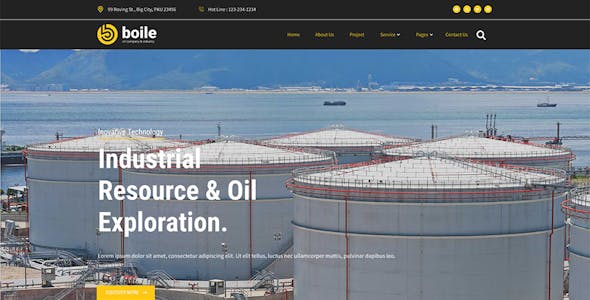 99 Roving St., Big City, PKU 23456
Hot Line : 123-234-1234
boile
oil company & industry
Home
About Us
Project
Service
Pages
Contact Us
Inovative Technology
Industrial
Resource & Oil
Exploration.
Lorem ipsum dolor sit amet, consectetur adipiscing elit. Ut elit tellus, luctus nec ullamcorper mattis, pulvinar dapibus leo.
DISCOVER MORE